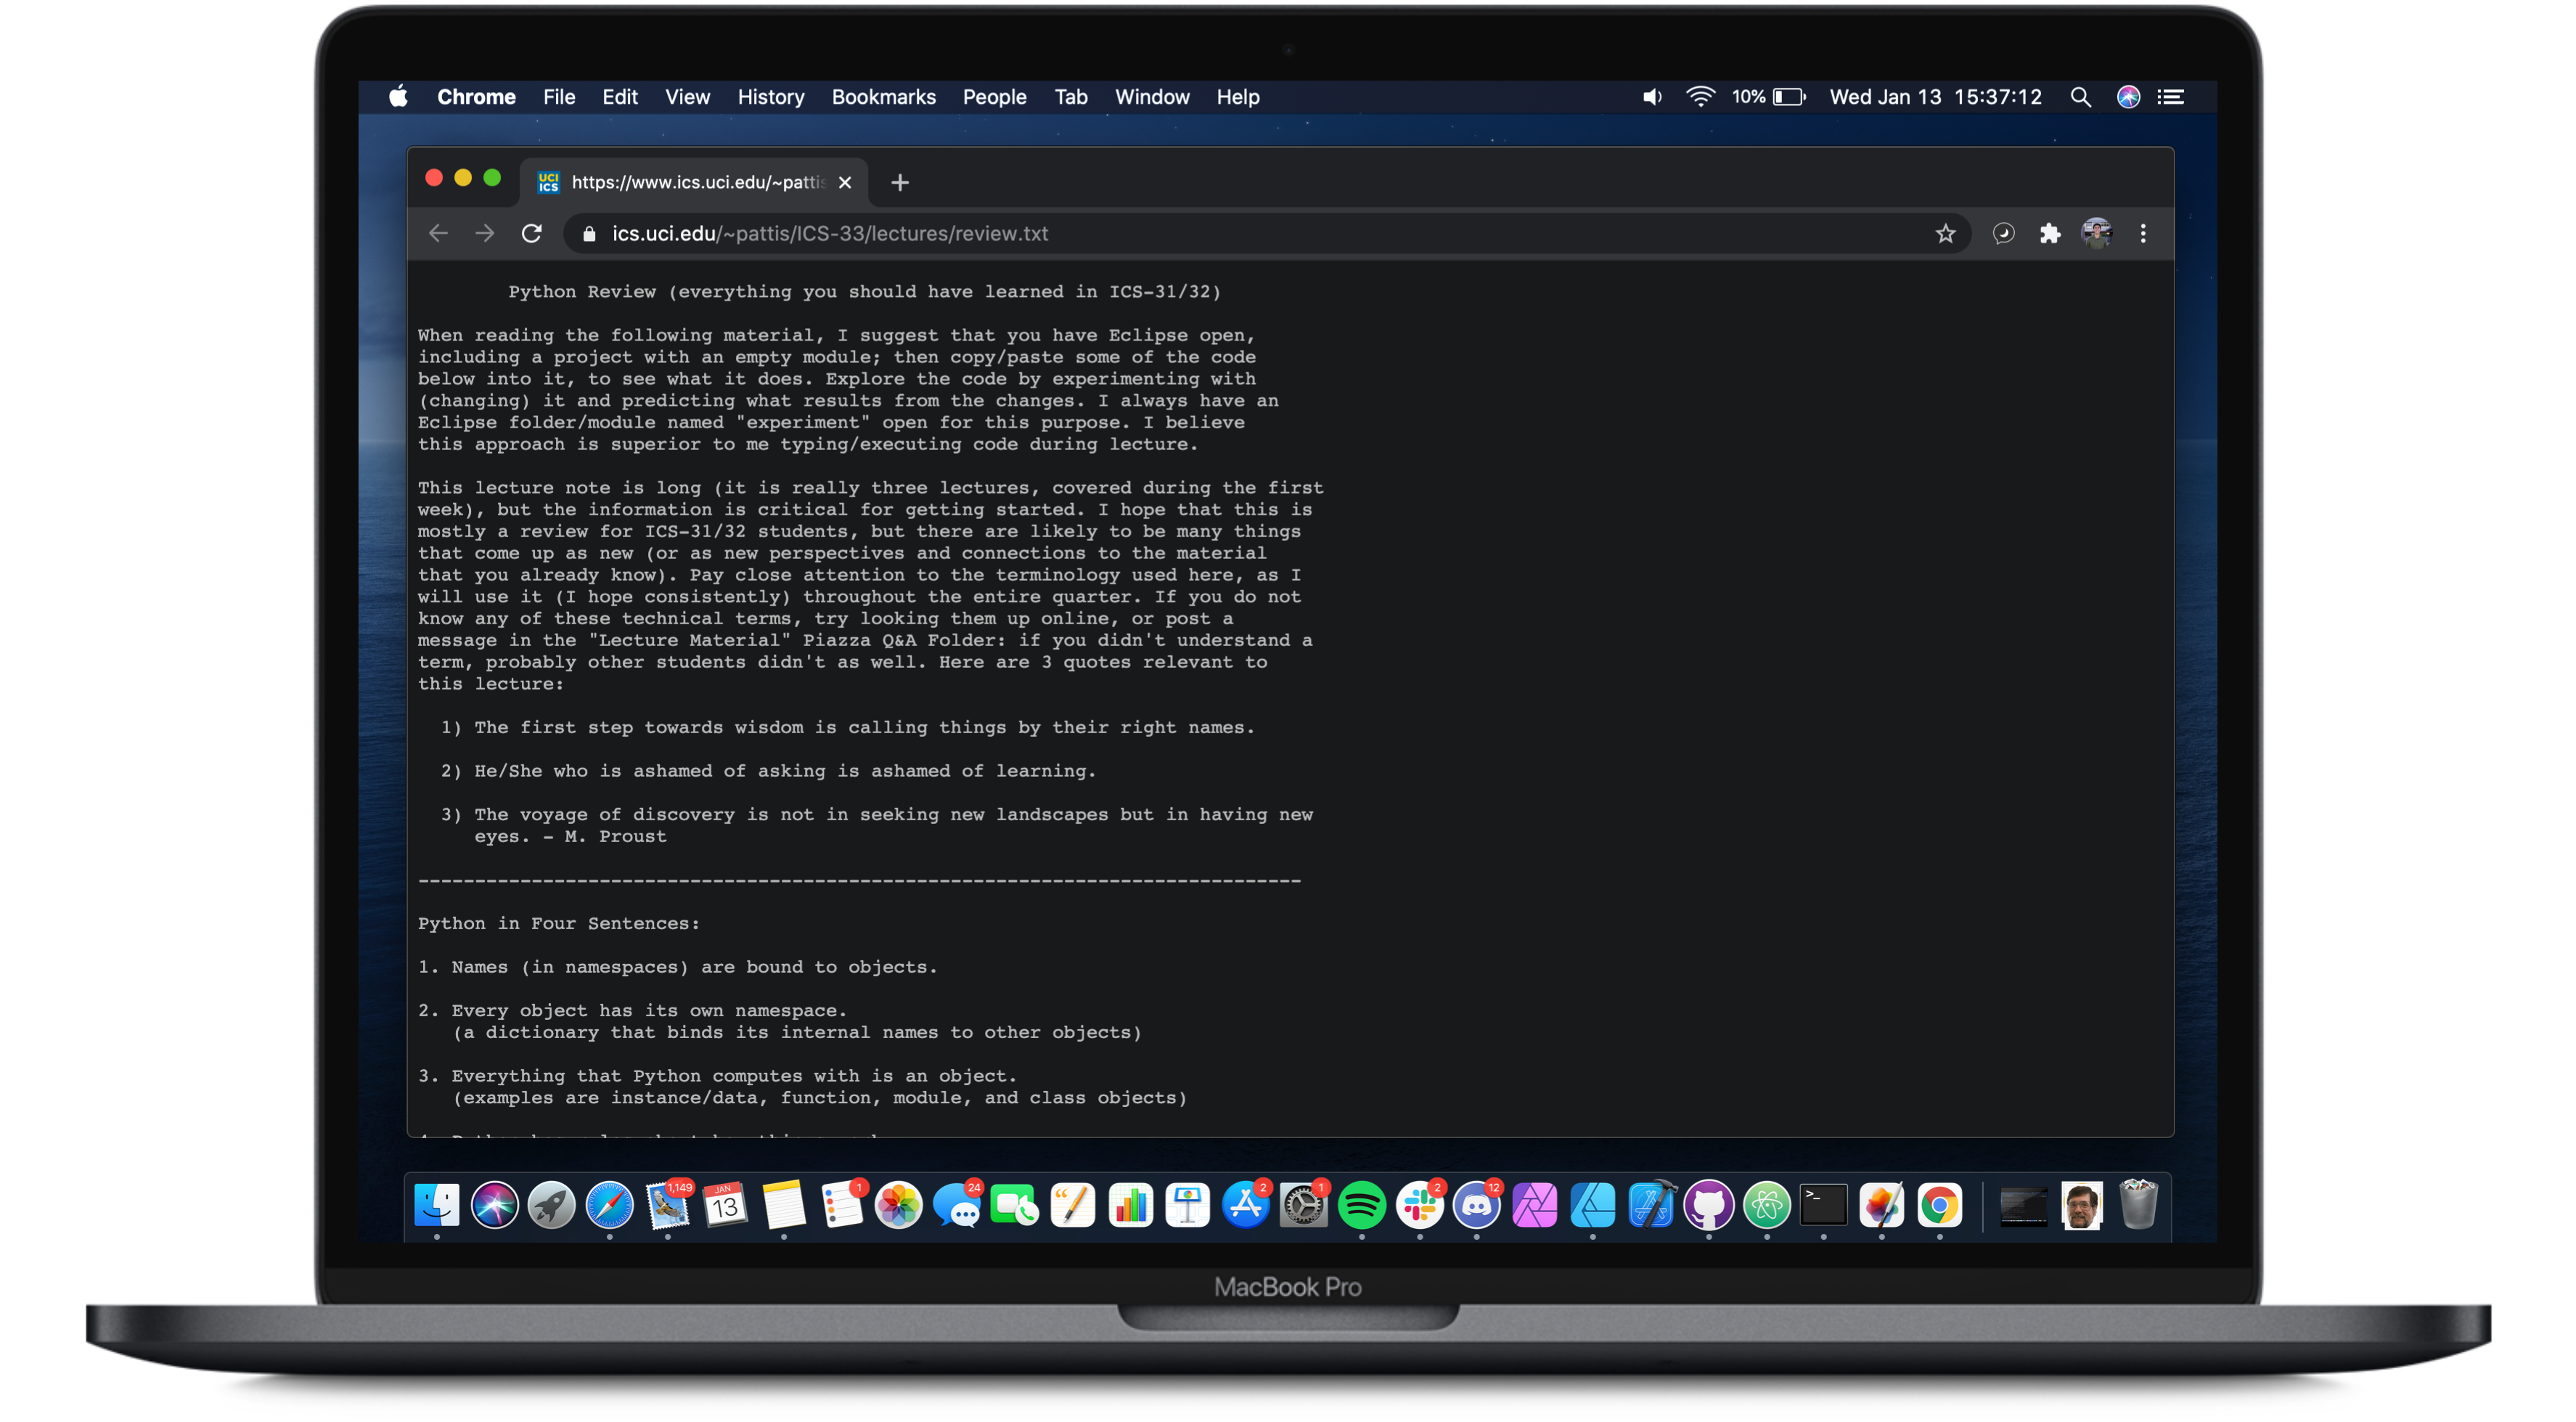 Chrome File Edit View History Bookmarks People Tab Window Help 10% Wed Jan 13 15:37:12
UCI ICS https://www.ics.uci.edu/~pattis
ics.uci.edu/~pattis/ICS-33/lectures/review.txt
Python Review (everything you should have learned in ICS-31/32)
When reading the following material, I suggest that you have Eclipse open,
including a project with an empty module; then copy/paste some of the code
below into it, to see what it does. Explore the code by experimenting with
(changing) it and predicting what results from the changes. I always have an
Eclipse folder/module named "experiment" open for this purpose. I believe
this approach is superior to me typing/executing code during lecture.
This lecture note is long (it is really three lectures, covered during the first
week), but the information is critical for getting started. I hope that this is
mostly a review for ICS-31/32 students, but there are likely to be many things
that come up as new (or as new perspectives and connections to the material
that you already know). Pay close attention to the terminology used here, as I
will use it (I hope consistently) throughout the entire quarter. If you do not
know any of these technical terms, try looking them up online, or post a
message in the "Lecture Material" Piazza Q&A Folder: if you didn't understand a
term, probably other students didn't as well. Here are 3 quotes relevant to
this lecture:
1) The first step towards wisdom is calling things by their right names.
2) He/She who is ashamed of asking is ashamed of learning.
3) The voyage of discovery is not in seeking new landscapes but in having new
eyes. - M. Proust
------------------------------------------------------------------------------
Python in Four Sentences:
1. Names (in namespaces) are bound to objects.
2. Every object has its own namespace.
(a dictionary that binds its internal names to other objects)
3. Everything that Python computes with is an object.
(examples are instance/data, function, module, and class objects)
1,149 JAN 13 1 24 2 1 2 12 >_
MacBook Pro